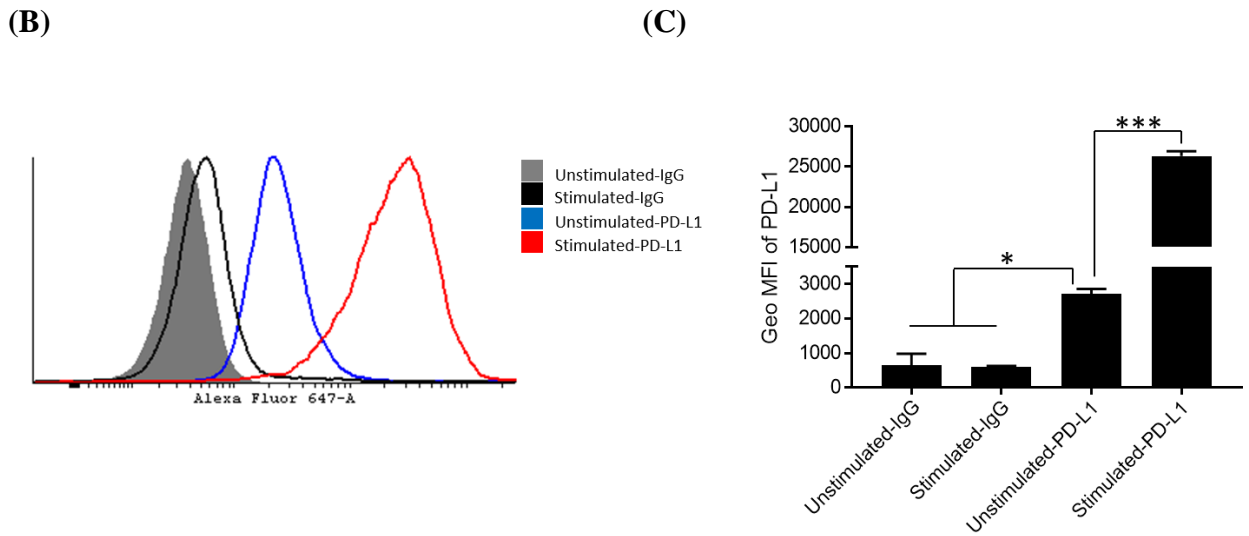 (B)
(C)
Unstimulated-IgG
Stimulated-IgG
Unstimulated-PD-L1
Stimulated-PD-L1
Alexa Fluor 647-A
Geo MFI of PD-L1
30000
25000
20000
15000
3000
2000
1000
0
*
***
Unstimulated-IgG
Stimulated-IgG
Unstimulated-PD-L1
Stimulated-PD-L1